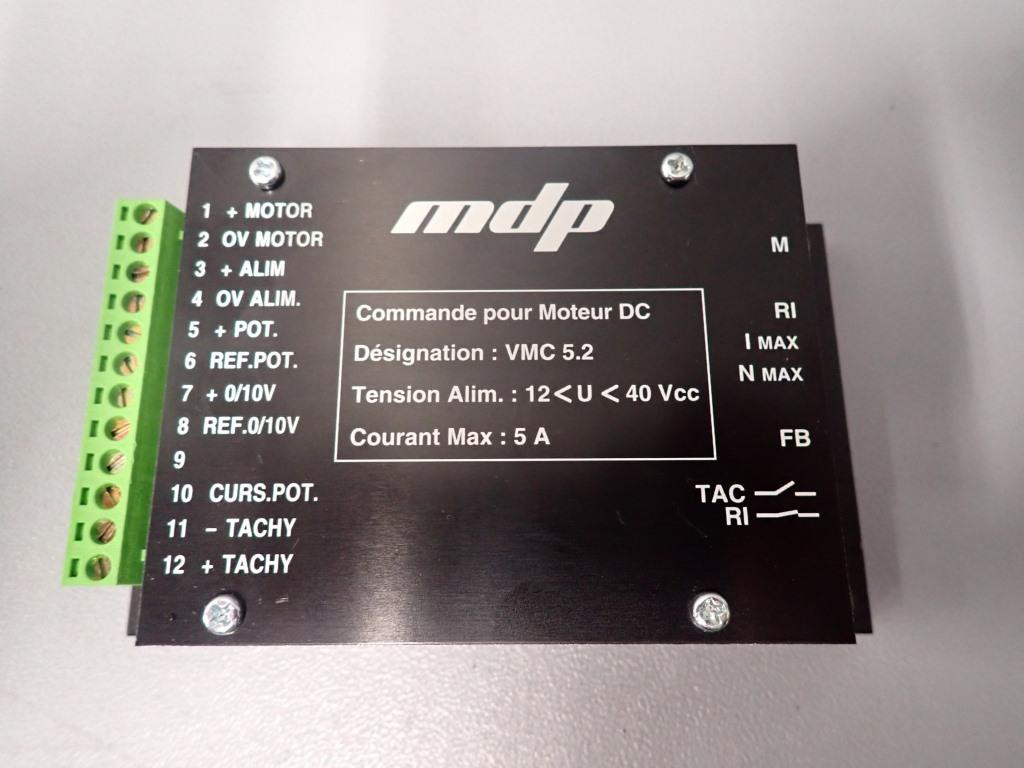 mdp
1 + MOTOR
2 OV MOTOR
3 + ALIM
4 OV ALIM.
5 + POT.
6 REF.POT.
7 + 0/10V
8 REF.0/10V
9
10 CURS.POT.
11 – TACHY
12 + TACHY
Commande pour Moteur DC
Désignation : VMC 5.2
Tension Alim. : 12 < U < 40 Vcc
Courant Max : 5 A
M
RI
I MAX
N MAX
FB
TAC
RI